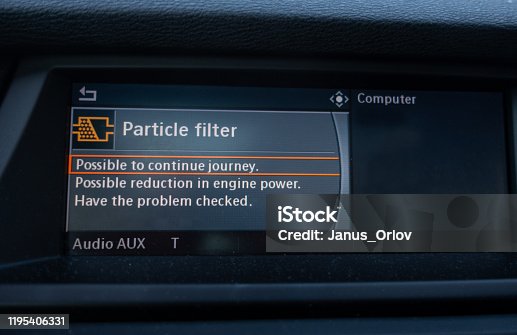 Computer
Particle filter
Possible to continue journey.
Possible reduction in engine power.
Have the problem checked.
Audio AUX T
iStock
Credit: Janus_Orlov
1195406331